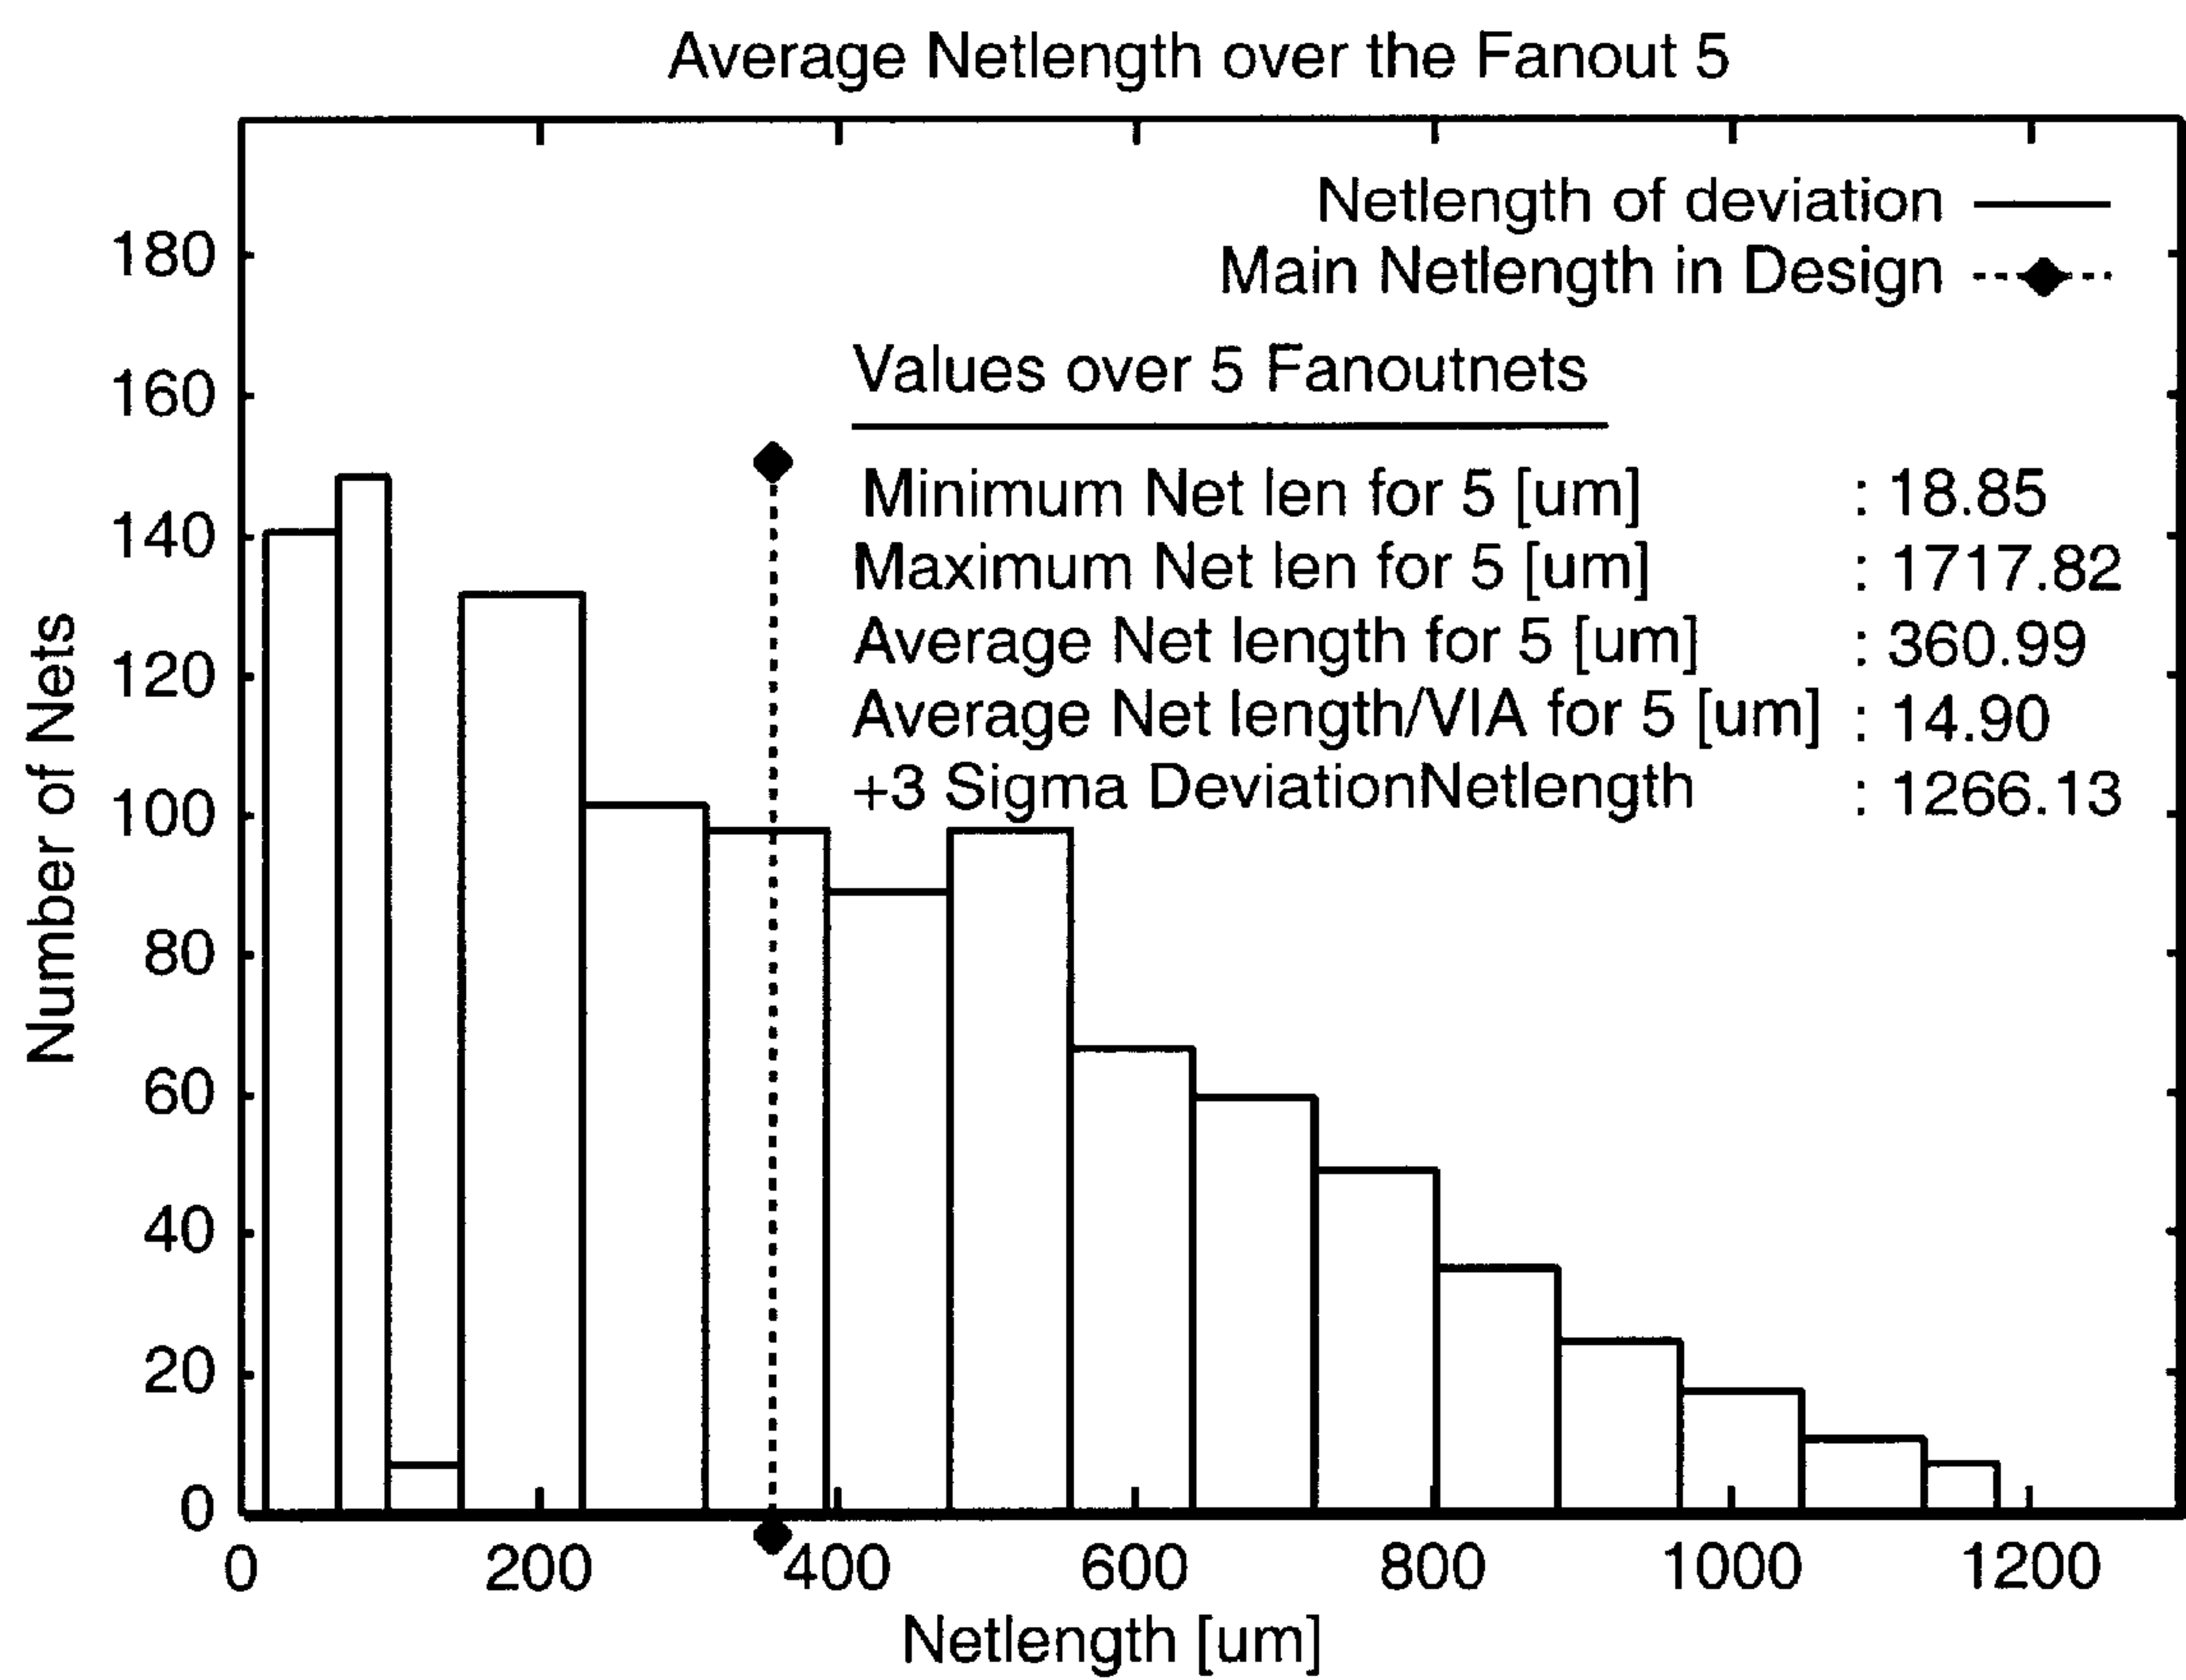 Average Netlength over the Fanout 5
Netlength of deviation
Main Netlength in Design
Values over 5 Fanoutnets
Minimum Net len for 5 [um] : 18.85
Maximum Net len for 5 [um] : 1717.82
Average Net length for 5 [um] : 360.99
Average Net length/VIA for 5 [um] : 14.90
+3 Sigma DeviationNetlength : 1266.13
Number of Nets
180
160
140
120
100
80
60
40
20
0
0 200 400 600 800 1000 1200
Netlength [um]